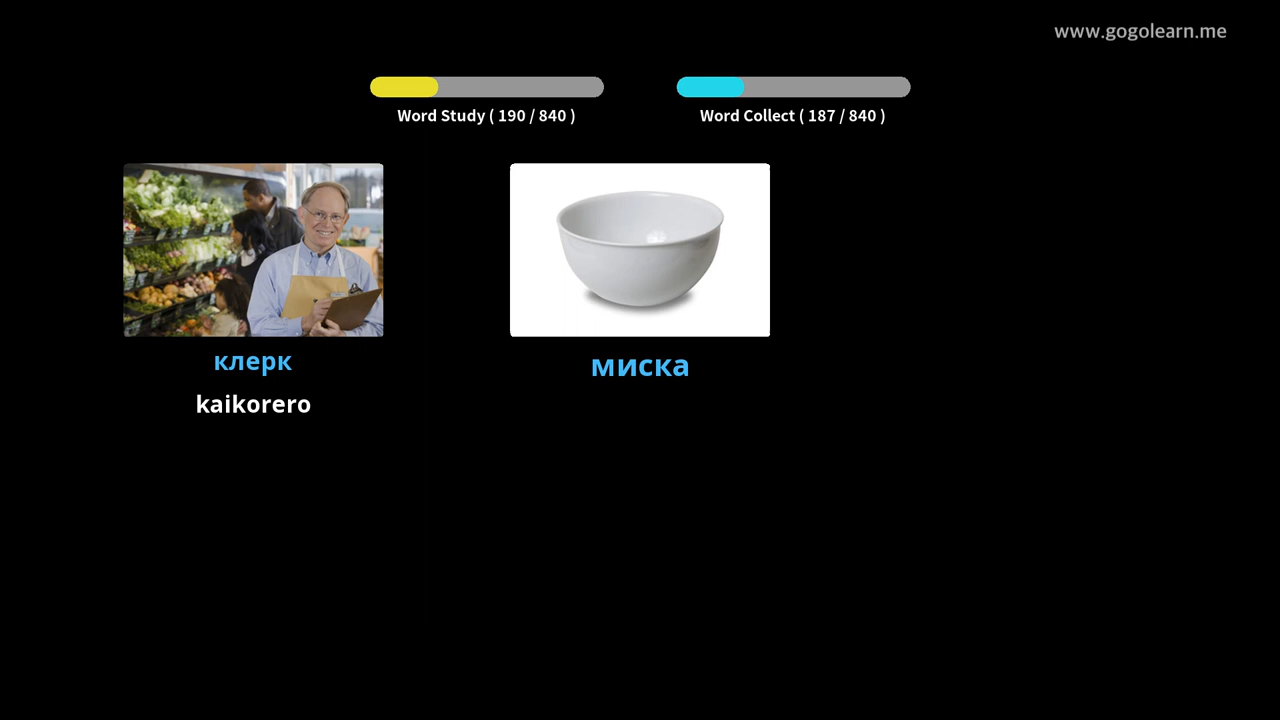 www.gogolearn.me
Word Study ( 190 / 840 )
Word Collect ( 187 / 840 )
клерк
kaikorero
миска